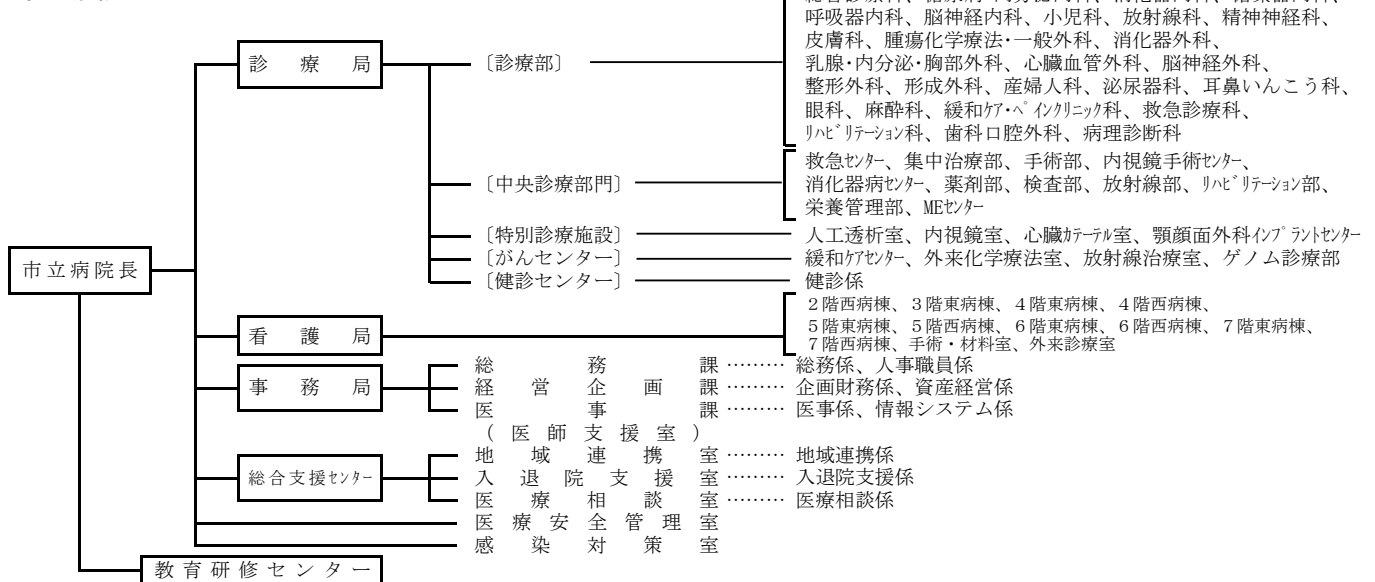 呼吸器内科、脳神経内科、小児科、放射線科、精神神経科、
皮膚科、腫瘍化学療法・一般外科、消化器外科、
診療局 〔診療部〕 乳腺・内分泌・胸部外科、心臓血管外科、脳神経外科、
整形外科、形成外科、産婦人科、泌尿器科、耳鼻いんこう科、
眼科、麻酔科、緩和ケア・ペインクリニック科、救急診療科、
リハビリテーション科、歯科口腔外科、病理診断科
救急センター、集中治療部、手術部、内視鏡手術センター、
〔中央診療部門〕 消化器病センター、薬剤部、検査部、放射線部、リハビリテーション部、
栄養管理部、MEセンター
〔特別診療施設〕 人工透析室、内視鏡室、心臓カテーテル室、顎顔面外科インプラントセンター
市立病院長 〔がんセンター〕 緩和ケアセンター、外来化学療法室、放射線治療室、ゲノム診療部
〔健診センター〕 健診係
2階西病棟、3階東病棟、4階東病棟、4階西病棟、
看護局 5階東病棟、5階西病棟、6階東病棟、6階西病棟、7階東病棟、
7階西病棟、手術・材料室、外来診療室
総務課………総務係、人事職員係
事務局 経営企画課………企画財務係、資産経営係
医事課………医事係、情報システム係
(医師支援室)
地域連携室………地域連携係
総合支援センター 入退院支援室………入退院支援係
医療相談室………医療相談係
医療安全管理室
感染対策室
教育研修センター